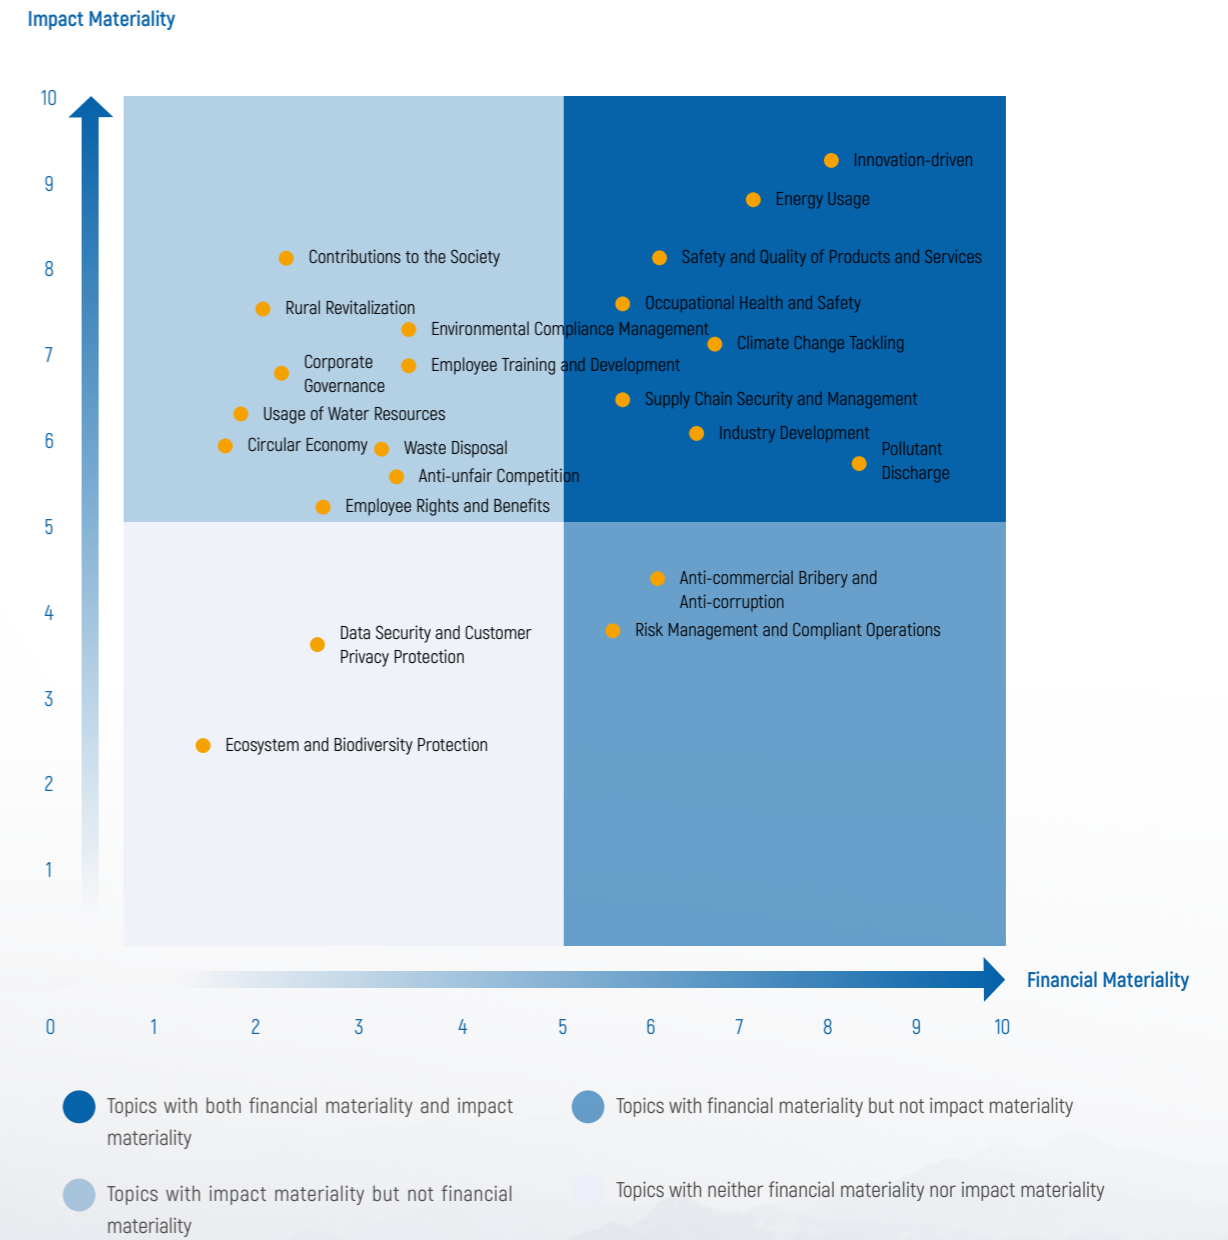 Impact Materiality
10
9
8
7
6
5
4
3
2
1
Innovation-driven
Energy Usage
Contributions to the Society
Safety and Quality of Products and Services
Rural Revitalization
Occupational Health and Safety
Environmental Compliance Management
Climate Change Tackling
Corporate
Governance
Employee Training and Development
Supply Chain Security and Management
Usage of Water Resources
Industry Development
Circular Economy
Waste Disposal
Pollutant
Discharge
Anti-unfair Competition
Employee Rights and Benefits
Anti-commercial Bribery and
Anti-corruption
Data Security and Customer
Privacy Protection
Risk Management and Compliant Operations
Ecosystem and Biodiversity Protection
Financial Materiality
0 1 2 3 4 5 6 7 8 9 10
Topics with both financial materiality and impact
materiality
Topics with financial materiality but not impact materiality
Topics with impact materiality but not financial
materiality
Topics with neither financial materiality nor impact materiality